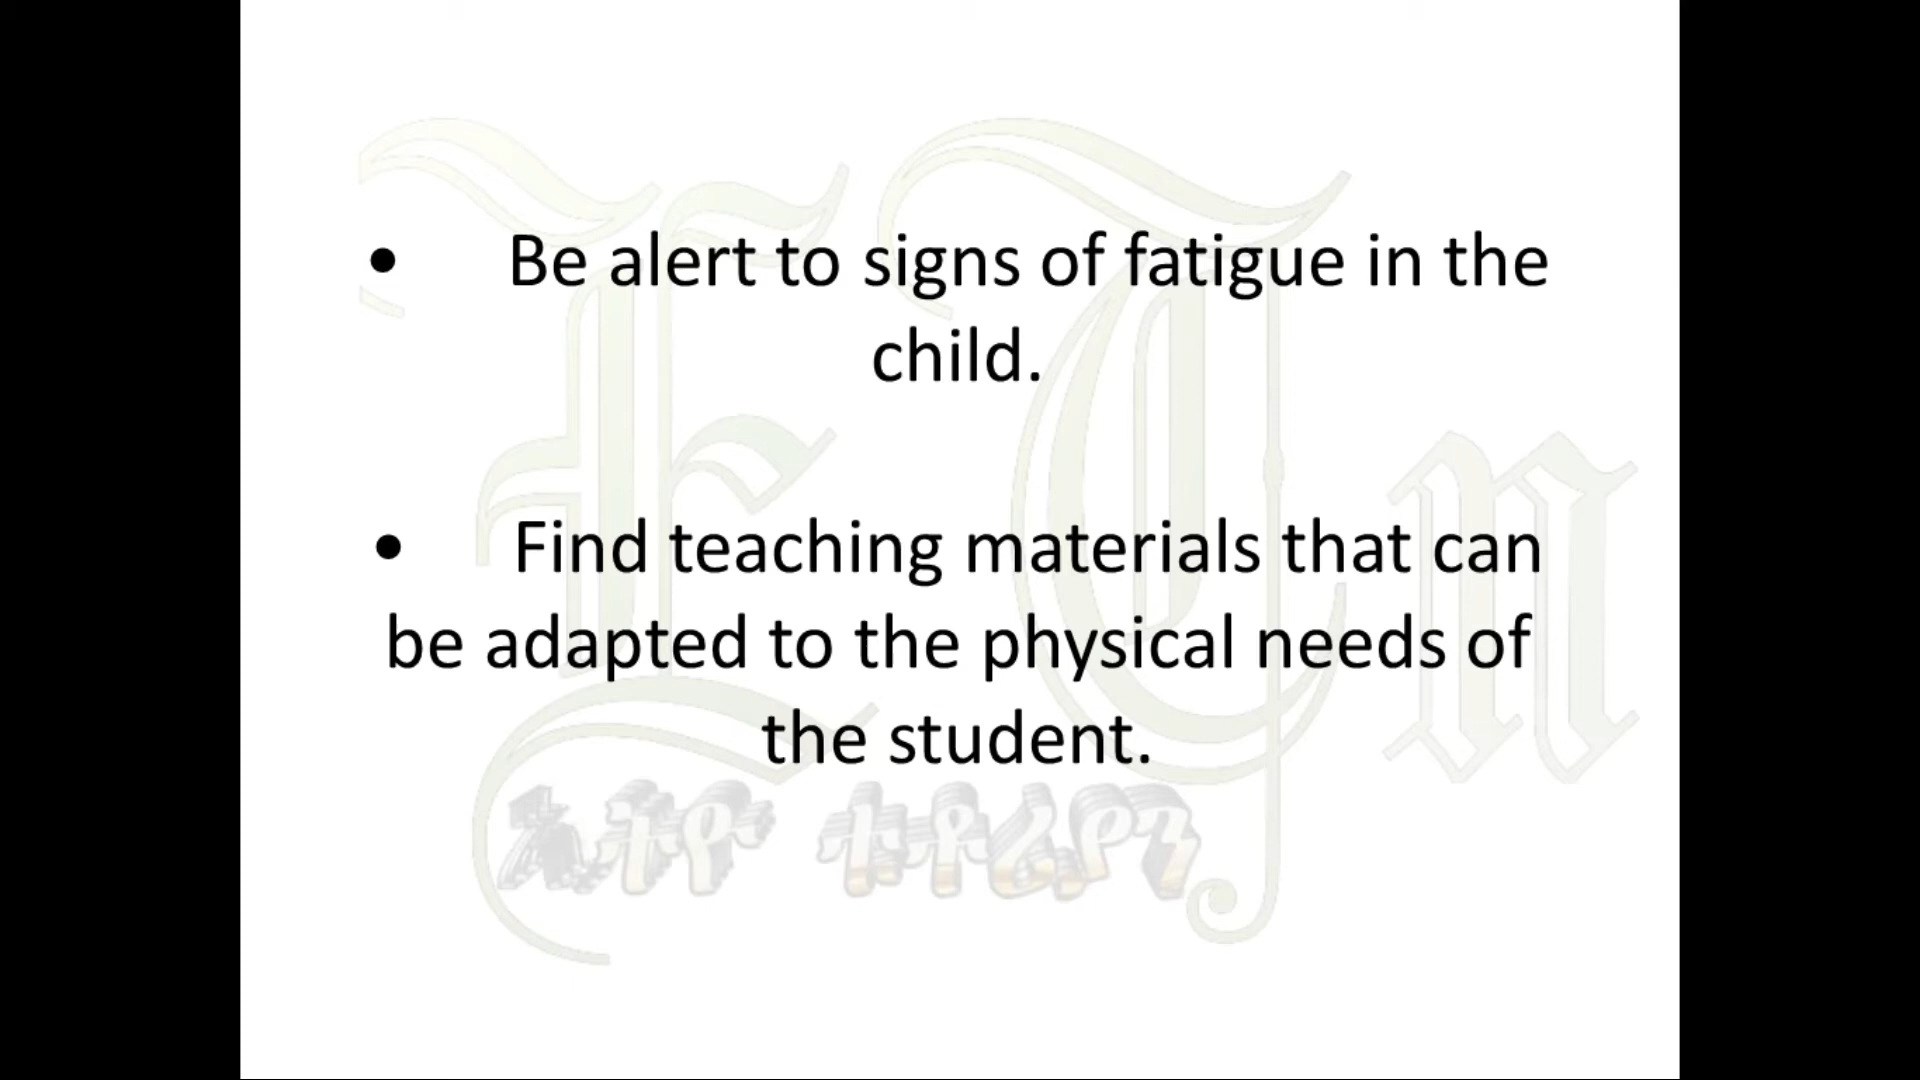 • Be alert to signs of fatigue in the
child.
• Find teaching materials that can
be adapted to the physical needs of
the student.
ETn